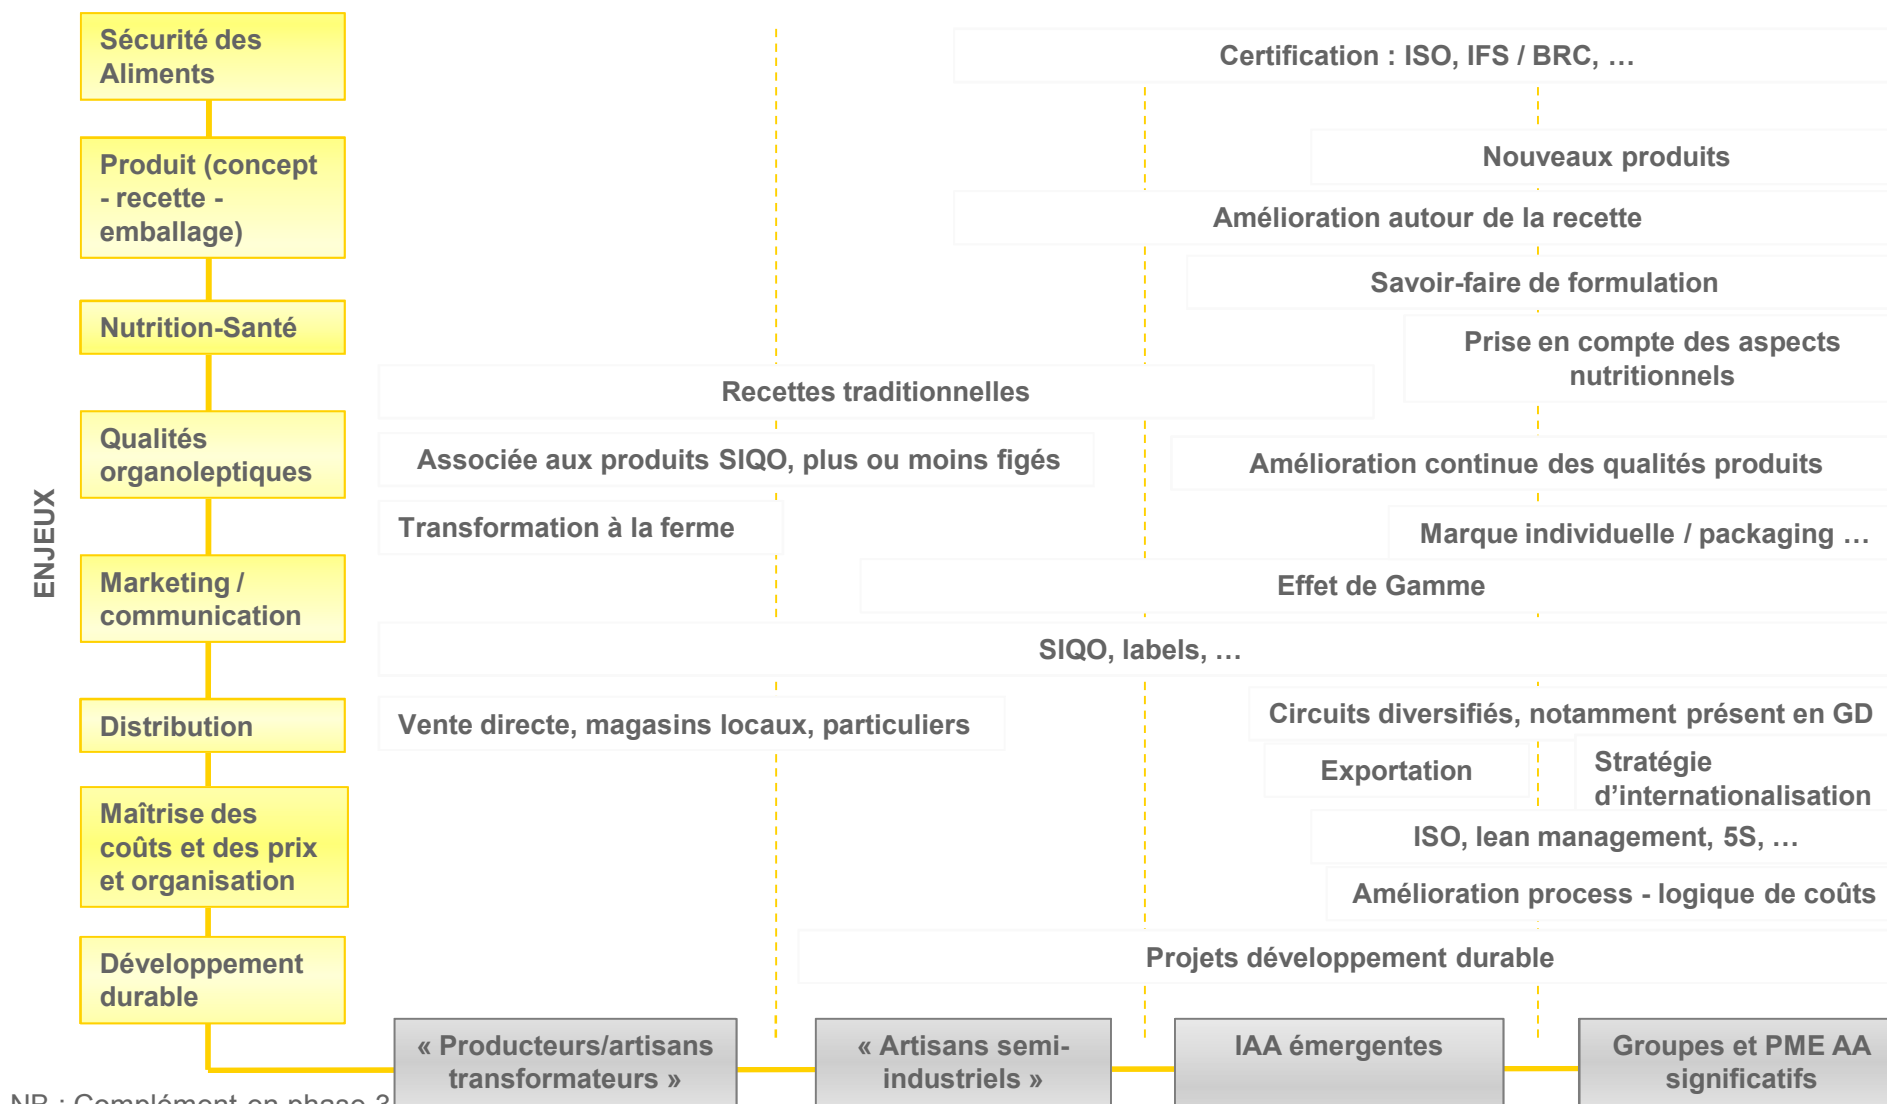 Sécurité des
Aliments
Certification : ISO, IFS / BRC, …
Produit (concept
- recette -
emballage)
Nouveaux produits
Amélioration autour de la recette
Savoir-faire de formulation
Nutrition-Santé
Prise en compte des aspects
nutritionnels
Recettes traditionnelles
Qualités
organoleptiques
Associée aux produits SIQO, plus ou moins figés
Amélioration continue des qualités produits
Transformation à la ferme
Marque individuelle / packaging …
ENJEUX
Marketing /
communication
Effet de Gamme
SIQO, labels, …
Distribution
Vente directe, magasins locaux, particuliers
Circuits diversifiés, notamment présent en GD
Exportation
Stratégie
d’internationalisation
Maîtrise des
coûts et des prix
et organisation
ISO, lean management, 5S, …
Amélioration process - logique de coûts
Développement
durable
Projets développement durable
« Producteurs/artisans
transformateurs »
« Artisans semi-
industriels »
IAA émergentes
Groupes et PME AA
significatifs
NB : Complément en phase 3